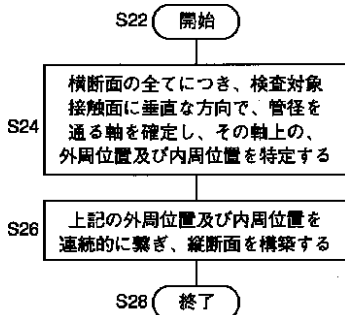 S22 開始
S24
横断面の全てにつき、検査対象
接触面に垂直な方向で、管径を
通る軸を確定し、その軸上の、
外周位置及び内周位置を特定する
S26
上記の外周位置及び内周位置を
連続的に繋ぎ、縦断面を構築する
S28 終了